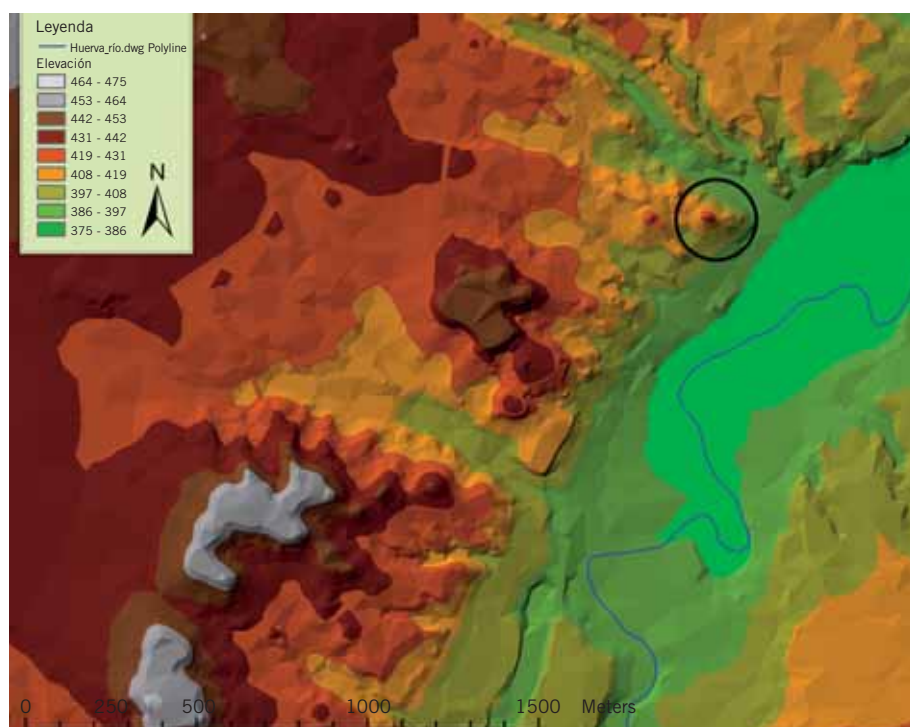 Leyenda
Huerva_río.dwg Polyline
Elevación
464 - 475
453 - 464
442 - 453
431 - 442
419 - 431
408 - 419
397 - 408
386 - 397
375 - 386
N
0 250 500 1000 1500 Meters